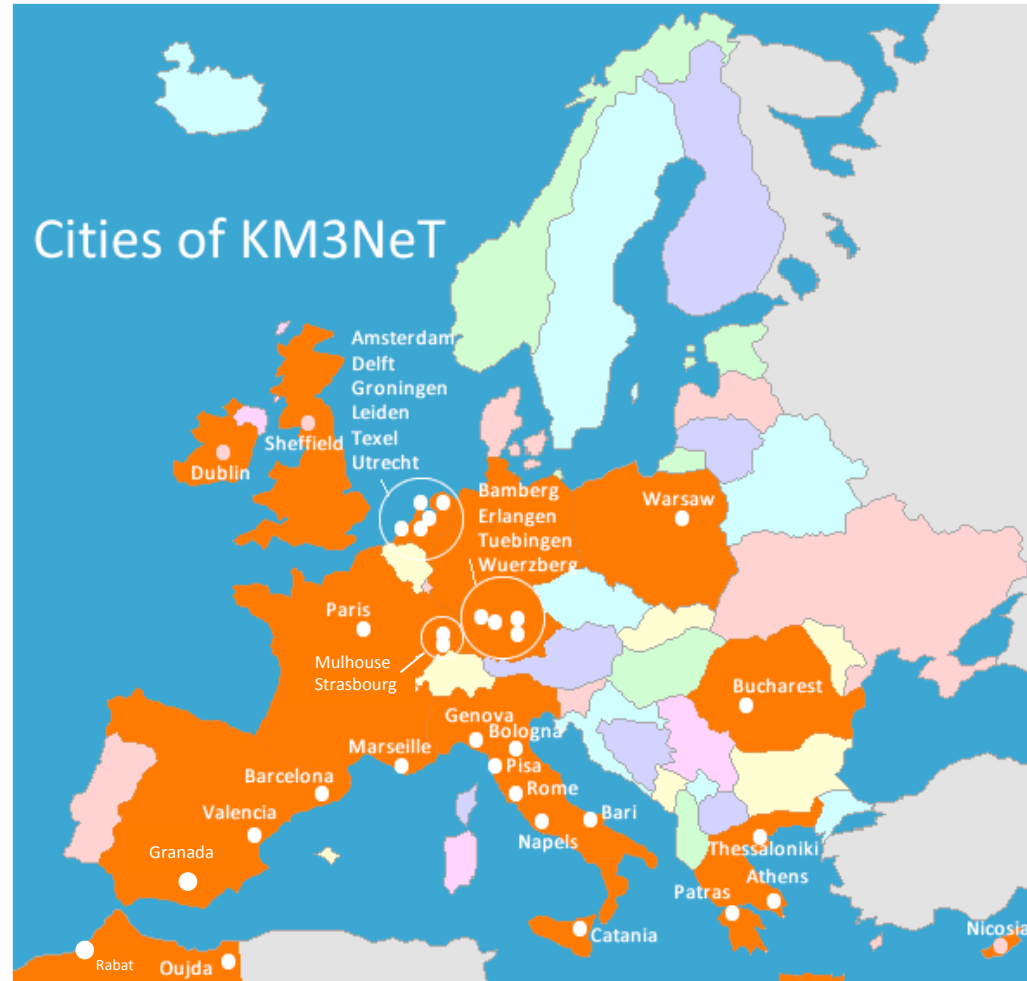 Cities of KM3NeT
Amsterdam
Delft
Groningen
Leiden
Texel
Utrecht
Sheffield
Dublin
Bamberg
Erlangen
Tuebingen
Wuerzberg
Warsaw
Paris
Mulhouse
Strasbourg
Bucharest
Genova
Bologna
Marseille
Pisa
Barcelona
Rome
Valencia
Bari
Napels
Granada
Thessaloniki
Athens
Patras
Catania
Nicosia
Rabat
Oujda